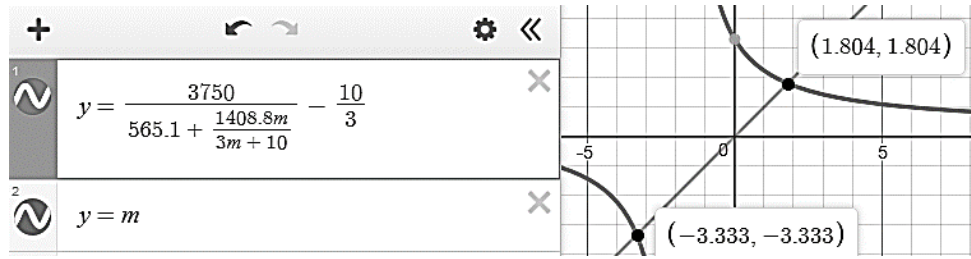 +
«
1
y = 3750 / (565.1 + 1408.8m / (3m + 10)) − 10/3
2
y = m
(1.804, 1.804)
-5 0 5
(−3.333, −3.333)